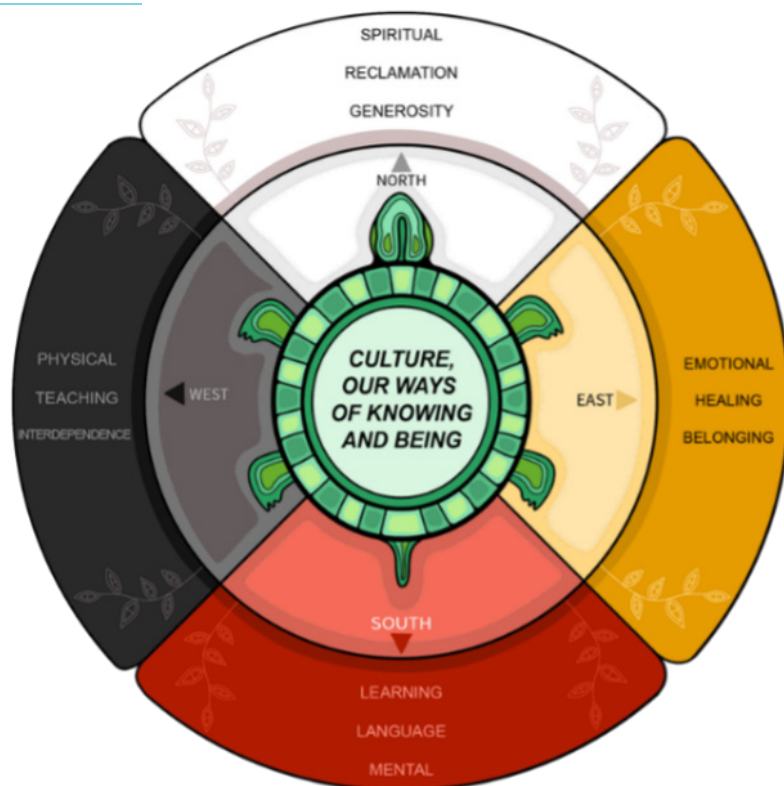 SPIRITUAL
RECLAMATION
GENEROSITY
NORTH
PHYSICAL
TEACHING
INTERDEPENDENCE
WEST
CULTURE,
OUR WAYS
OF KNOWING
AND BEING
EAST
EMOTIONAL
HEALING
BELONGING
SOUTH
LEARNING
LANGUAGE
MENTAL